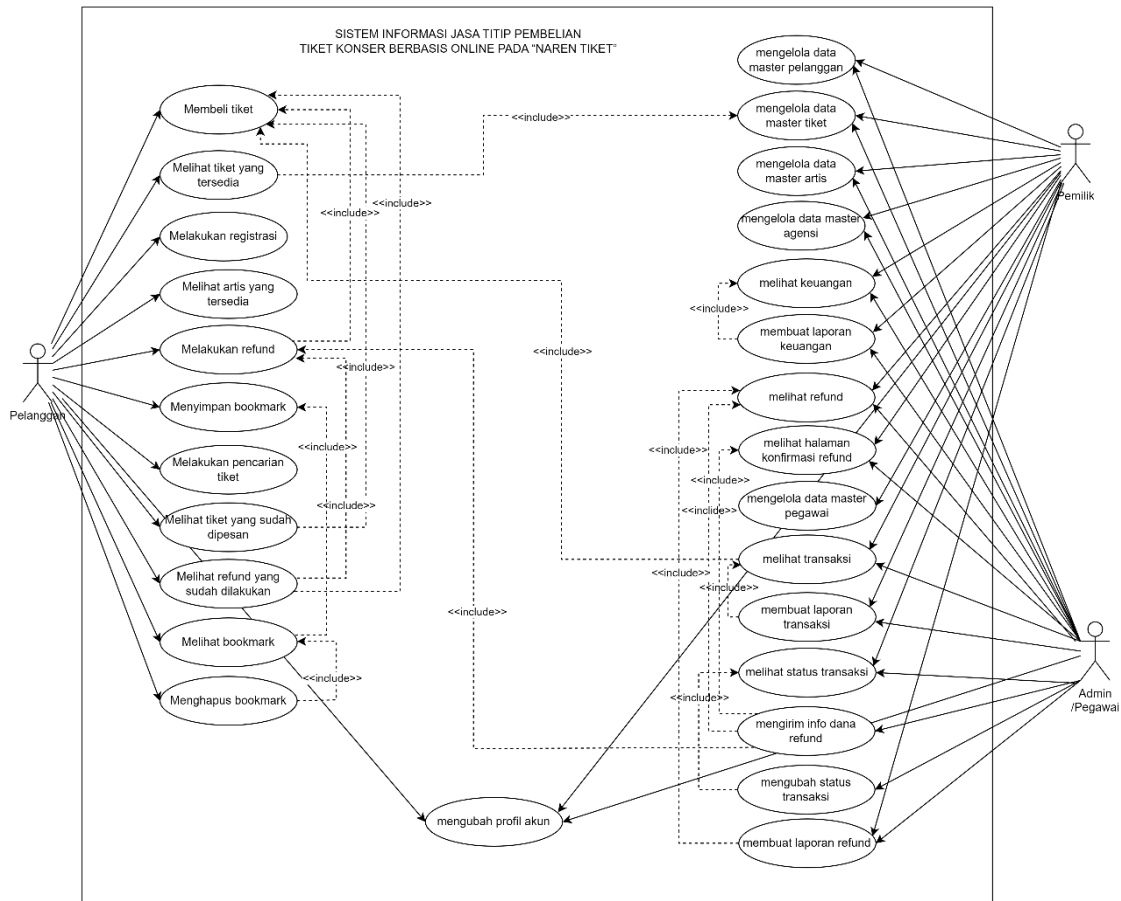 SISTEM INFORMASI JASA TITIP PEMBELIAN
TIKET KONSER BERBASIS ONLINE PADA "NAREN TIKET"
Membeli tiket
Melihat tiket yang
tersedia
Melakukan registrasi
Melihat artis yang
tersedia
Melakukan refund
Menyimpan bookmark
Melakukan pencarian
tiket
Melihat tiket yang sudah
dipesan
Melihat refund yang
sudah dilakukan
Melihat bookmark
Menghapus bookmark
Pelanggan
<<include>>
<<include>>
<<include>>
<<include>>
<<include>>
<<include>>
<<include>>
<<include>>
<<include>>
mengubah profil akun
mengelola data
master pelanggan
mengelola data
master tiket
mengelola data
master artis
mengelola data master
agensi
melihat keuangan
membuat laporan
keuangan
melihat refund
melihat halaman
konfirmasi refund
mengelola data master
pegawai
melihat transaksi
membuat laporan
transaksi
melihat status transaksi
mengirim info dana
refund
mengubah status
transaksi
membuat laporan refund
<<include>>
<<include>>
<<include>>
<<include>>
<<include>>
<<include>>
Pemilik
Admin
/Pegawai